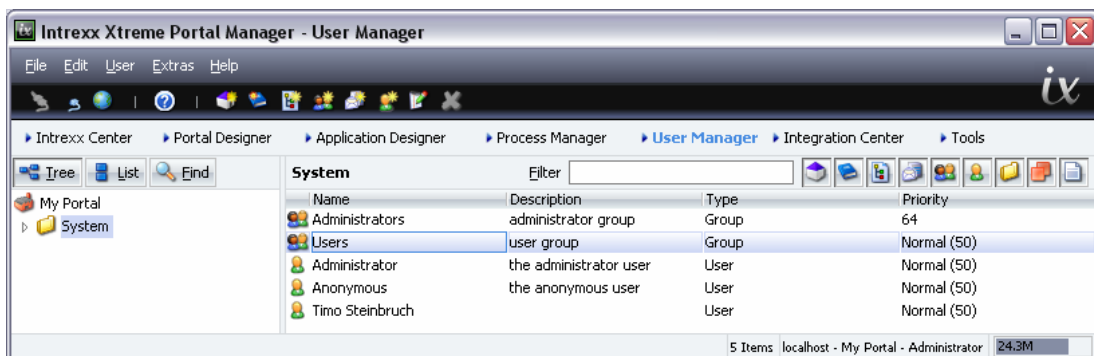 Intrexx Xtreme Portal Manager - User Manager
File Edit User Extras Help
ix
Intrexx Center Portal Designer Application Designer Process Manager User Manager Integration Center Tools
Tree List Find System Filter
My Portal
System
Name Description Type Priority
Administrators administrator group Group 64
Users user group Group Normal (50)
Administrator the administrator user User Normal (50)
Anonymous the anonymous user User Normal (50)
Timo Steinbruch User Normal (50)
5 Items localhost - My Portal - Administrator 24.3M